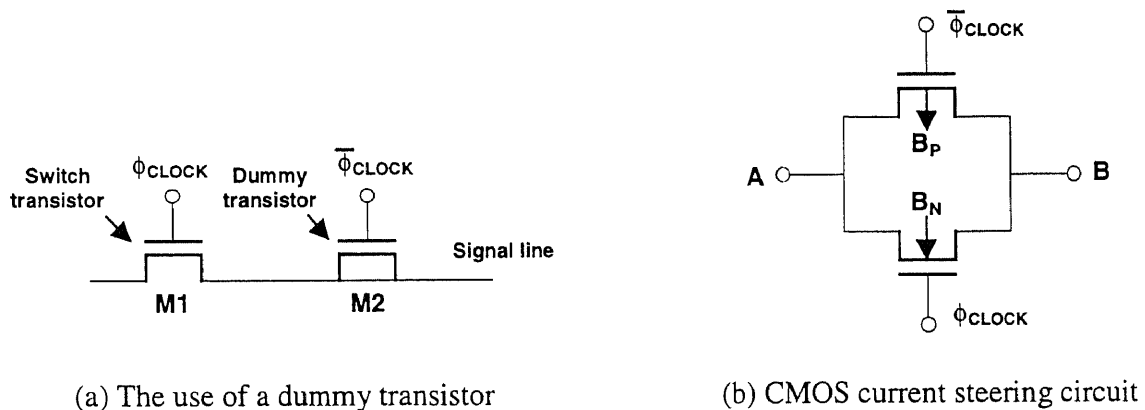 Switch
transistor
ϕCLOCK
Dummy
transistor
ϕ̅CLOCK
Signal line
M1
M2
(a) The use of a dummy transistor
ϕ̅CLOCK
BP
A
B
BN
ϕCLOCK
(b) CMOS current steering circuit